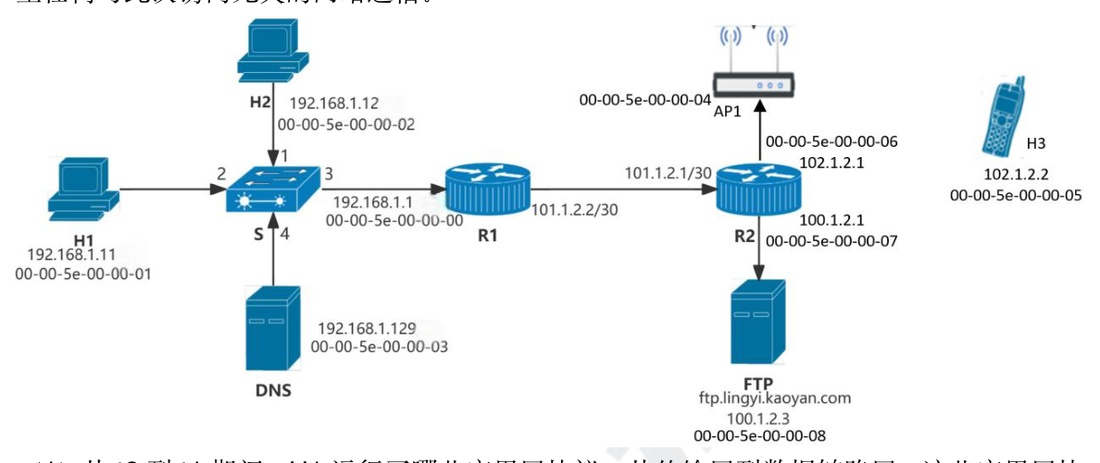 H2
192.168.1.12
00-00-5e-00-00-02
00-00-5e-00-00-04
AP1
00-00-5e-00-00-06
102.1.2.1
H3
102.1.2.2
00-00-5e-00-00-05
1
2
3
4
S
H1
192.168.1.11
00-00-5e-00-00-01
192.168.1.1
00-00-5e-00-00-00
R1
101.1.2.2/30
101.1.2.1/30
R2
100.1.2.1
00-00-5e-00-00-07
192.168.1.129
00-00-5e-00-00-03
DNS
FTP
ftp.lingyi.kaoyan.com
100.1.2.3
00-00-5e-00-00-08